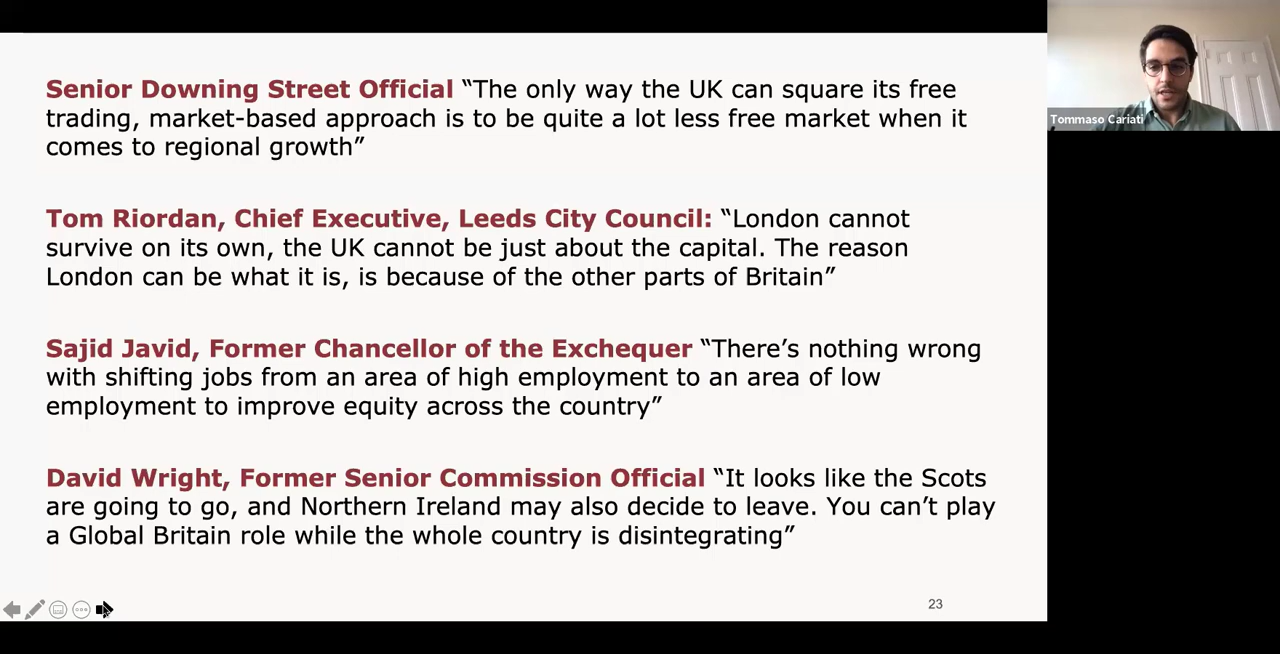 Senior Downing Street Official “The only way the UK can square its free
trading, market-based approach is to be quite a lot less free market when it
comes to regional growth”
Tom Riordan, Chief Executive, Leeds City Council: “London cannot
survive on its own, the UK cannot be just about the capital. The reason
London can be what it is, is because of the other parts of Britain”
Sajid Javid, Former Chancellor of the Exchequer “There’s nothing wrong
with shifting jobs from an area of high employment to an area of low
employment to improve equity across the country”
David Wright, Former Senior Commission Official “It looks like the Scots
are going to go, and Northern Ireland may also decide to leave. You can’t play
a Global Britain role while the whole country is disintegrating”
23
Tommaso Cariati